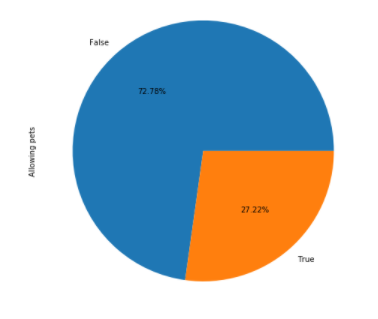 False
72.78%
Allowing pets
27.22%
True